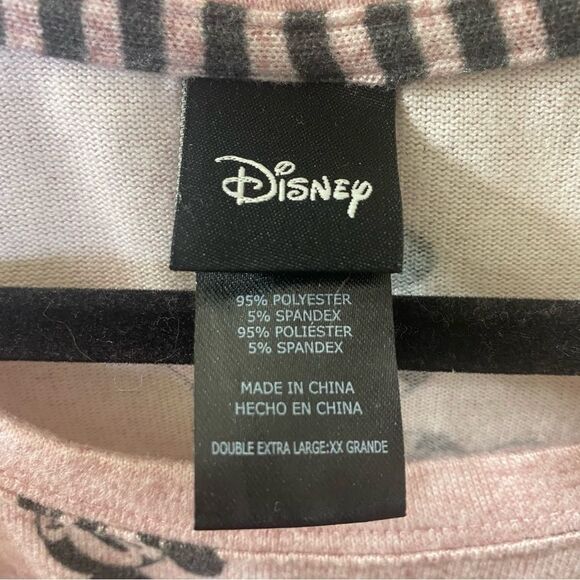 Disney
95% POLYESTER
5% SPANDEX
95% POLIÉSTER
5% SPANDEX
MADE IN CHINA
HECHO EN CHINA
DOUBLE EXTRA LARGE:XX GRANDE